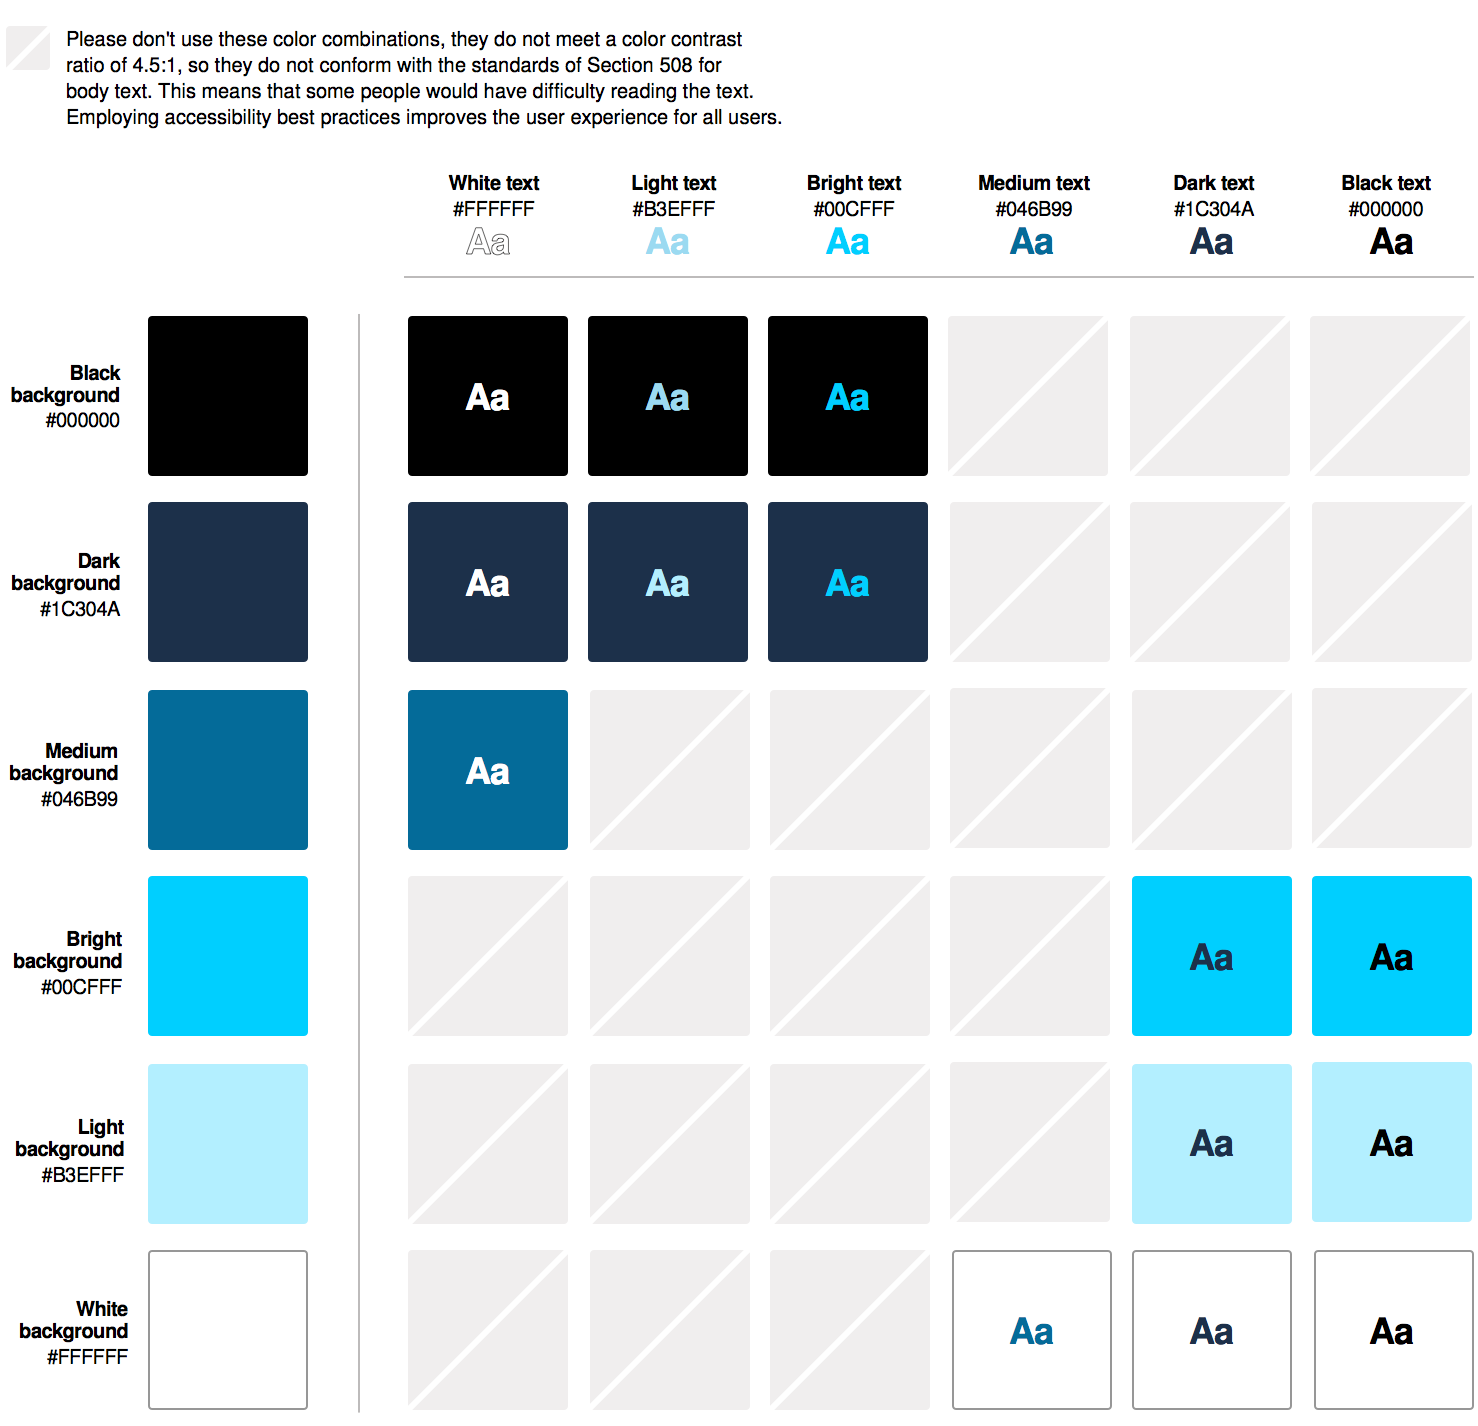 Please don't use these color combinations, they do not meet a color contrast
ratio of 4.5:1, so they do not conform with the standards of Section 508 for
body text. This means that some people would have difficulty reading the text.
Employing accessibility best practices improves the user experience for all users.
White text Light text Bright text Medium text Dark text Black text
#FFFFFF #B3EFFF #00CFFF #046B99 #1C304A #000000
Aa Aa Aa Aa Aa Aa
Black
background
#000000
Aa Aa Aa
Dark
background
#1C304A
Aa Aa Aa
Medium
background
#046B99
Aa
Bright
background
#00CFFF
Aa Aa
Light
background
#B3EFFF
Aa Aa
White
background
#FFFFFF
Aa Aa Aa